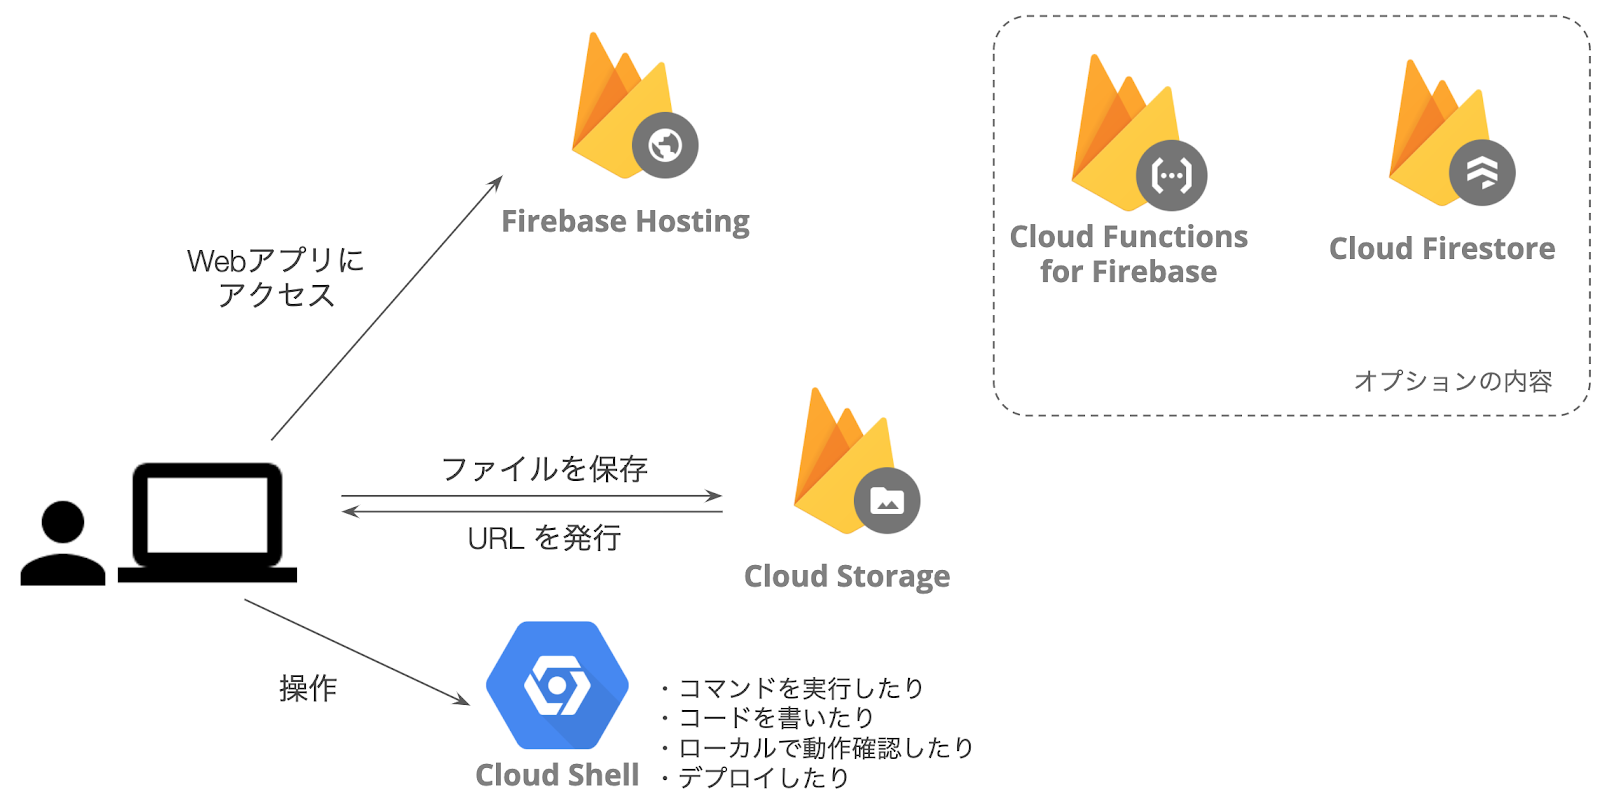 Firebase Hosting
Cloud Functions
for Firebase
Cloud Firestore
オプションの内容
Webアプリに
アクセス
ファイルを保存
URL を発行
Cloud Storage
操作
Cloud Shell
・コマンドを実行したり
・コードを書いたり
・ローカルで動作確認したり
・デプロイしたり